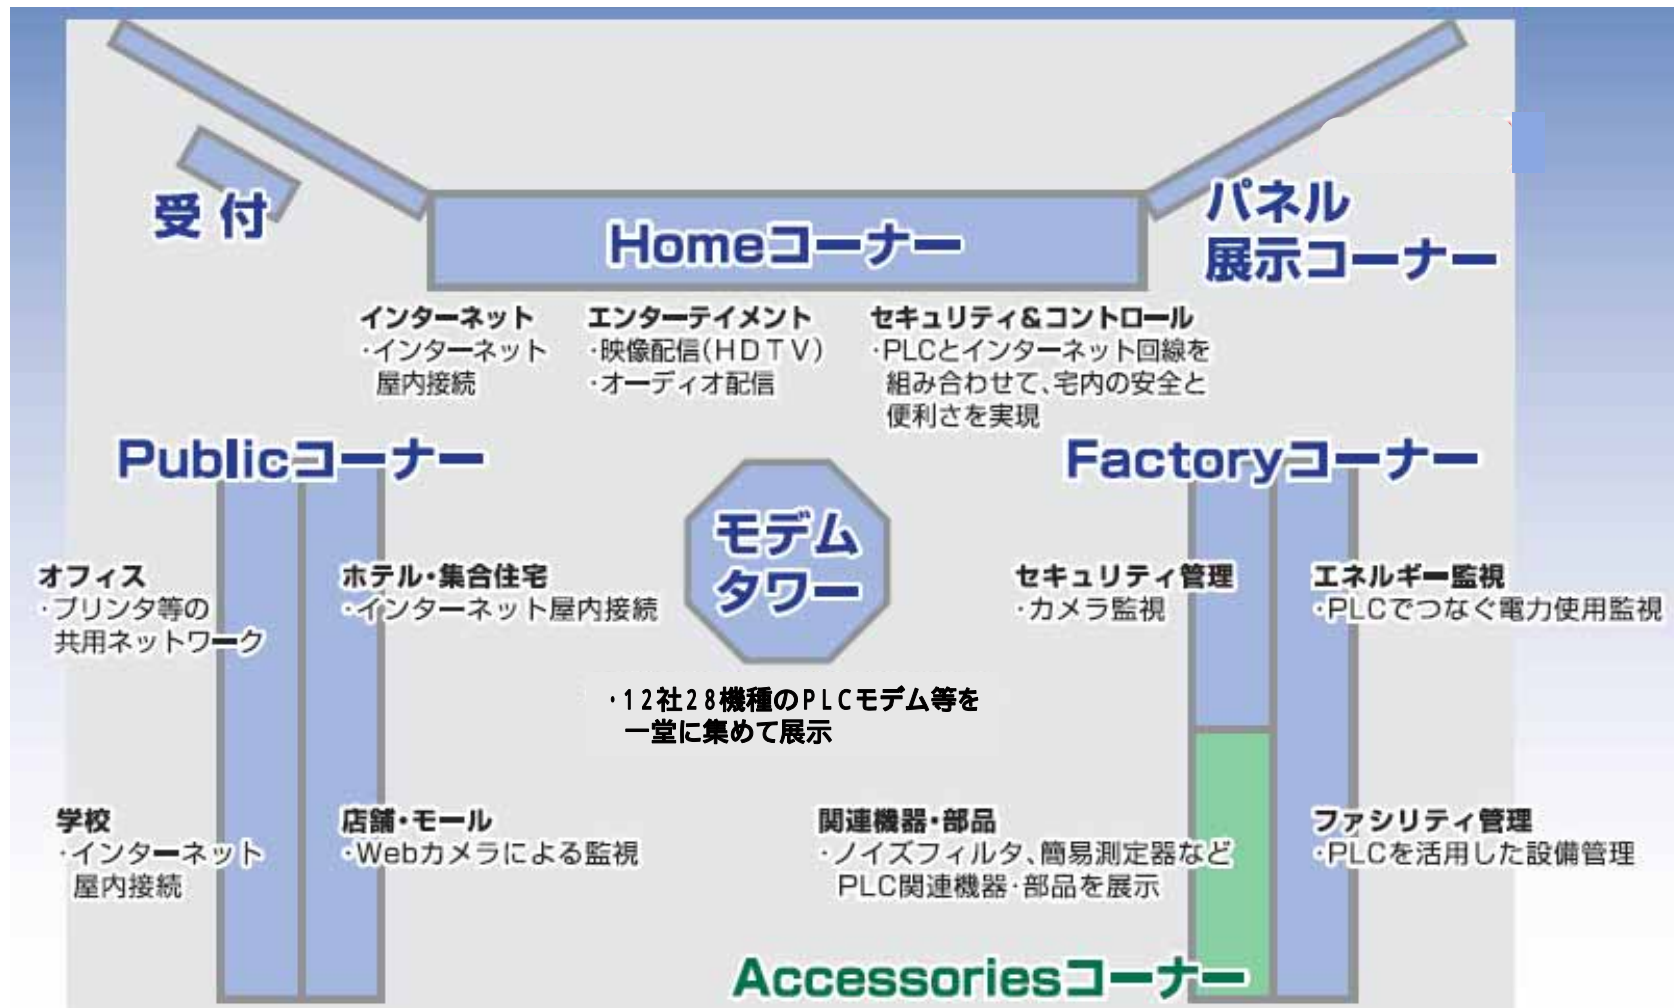 受付
Homeコーナー
パネル
展示コーナー
インターネット
・インターネット
屋内接続
エンターテイメント
・映像配信(HDTV)
・オーディオ配信
セキュリティ&コントロール
・PLCとインターネット回線を
組み合わせて、宅内の安全と
便利さを実現
Publicコーナー
オフィス
・プリンタ等の
共用ネットワーク
ホテル・集合住宅
・インターネット屋内接続
学校
・インターネット
屋内接続
店舗・モール
・Webカメラによる監視
モデム
タワー
・12社28機種のPLCモデム等を
一堂に集めて展示
Factoryコーナー
セキュリティ管理
・カメラ監視
エネルギー監視
・PLCでつなぐ電力使用監視
関連機器・部品
・ノイズフィルタ、簡易測定器など
PLC関連機器・部品を展示
ファシリティ管理
・PLCを活用した設備管理
Accessoriesコーナー